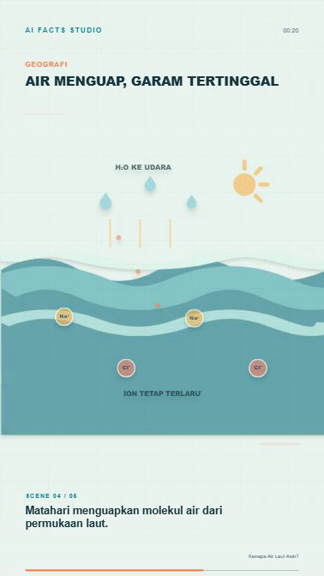 AI FACTS STUDIO
00:20
GEOGRAFI
AIR MENGUAP, GARAM TERTINGGAL
H₂O KE UDARA
Na⁺
Na⁺
Cl⁻
Cl⁻
ION TETAP TERLARUT
SCENE 04 / 06
Matahari menguapkan molekul air dari
permukaan laut.
Kenapa Air Laut Asin?